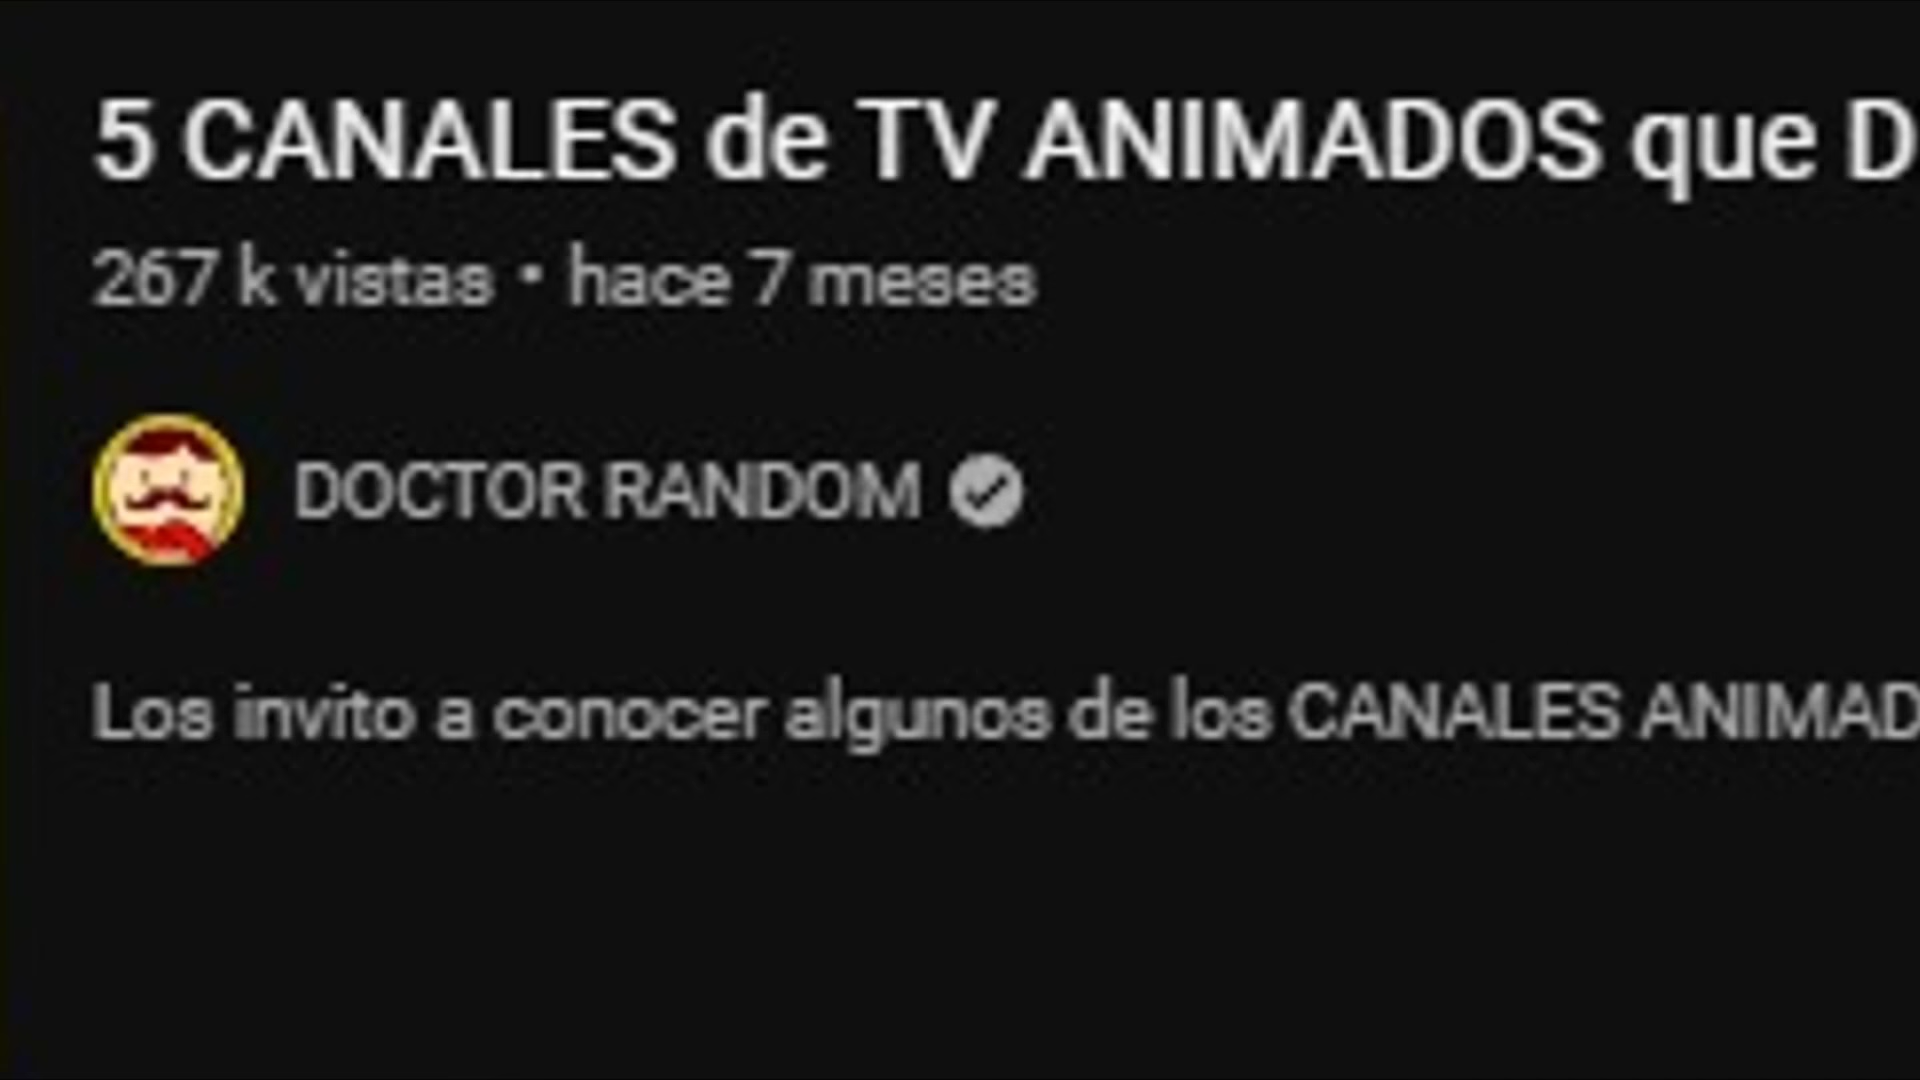 5 CANALES de TV ANIMADOS que D
267 k vistas • hace 7 meses
DOCTOR RANDOM
Los invito a conocer algunos de los CANALES ANIMAD